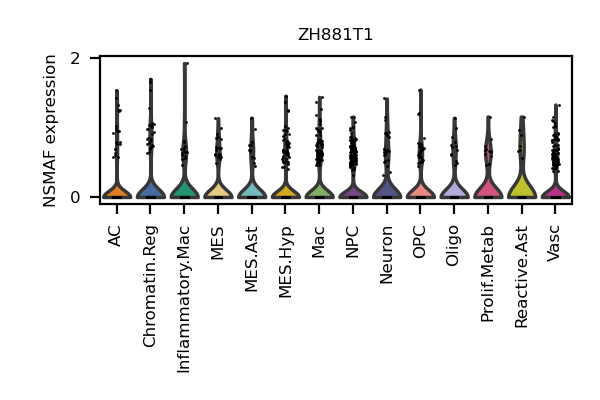 ZH881T1
NSMAF expression
2
0
AC
Chromatin.Reg
Inflammatory.Mac
MES
MES.Ast
MES.Hyp
Mac
NPC
Neuron
OPC
Oligo
Prolif.Metab
Reactive.Ast
Vasc